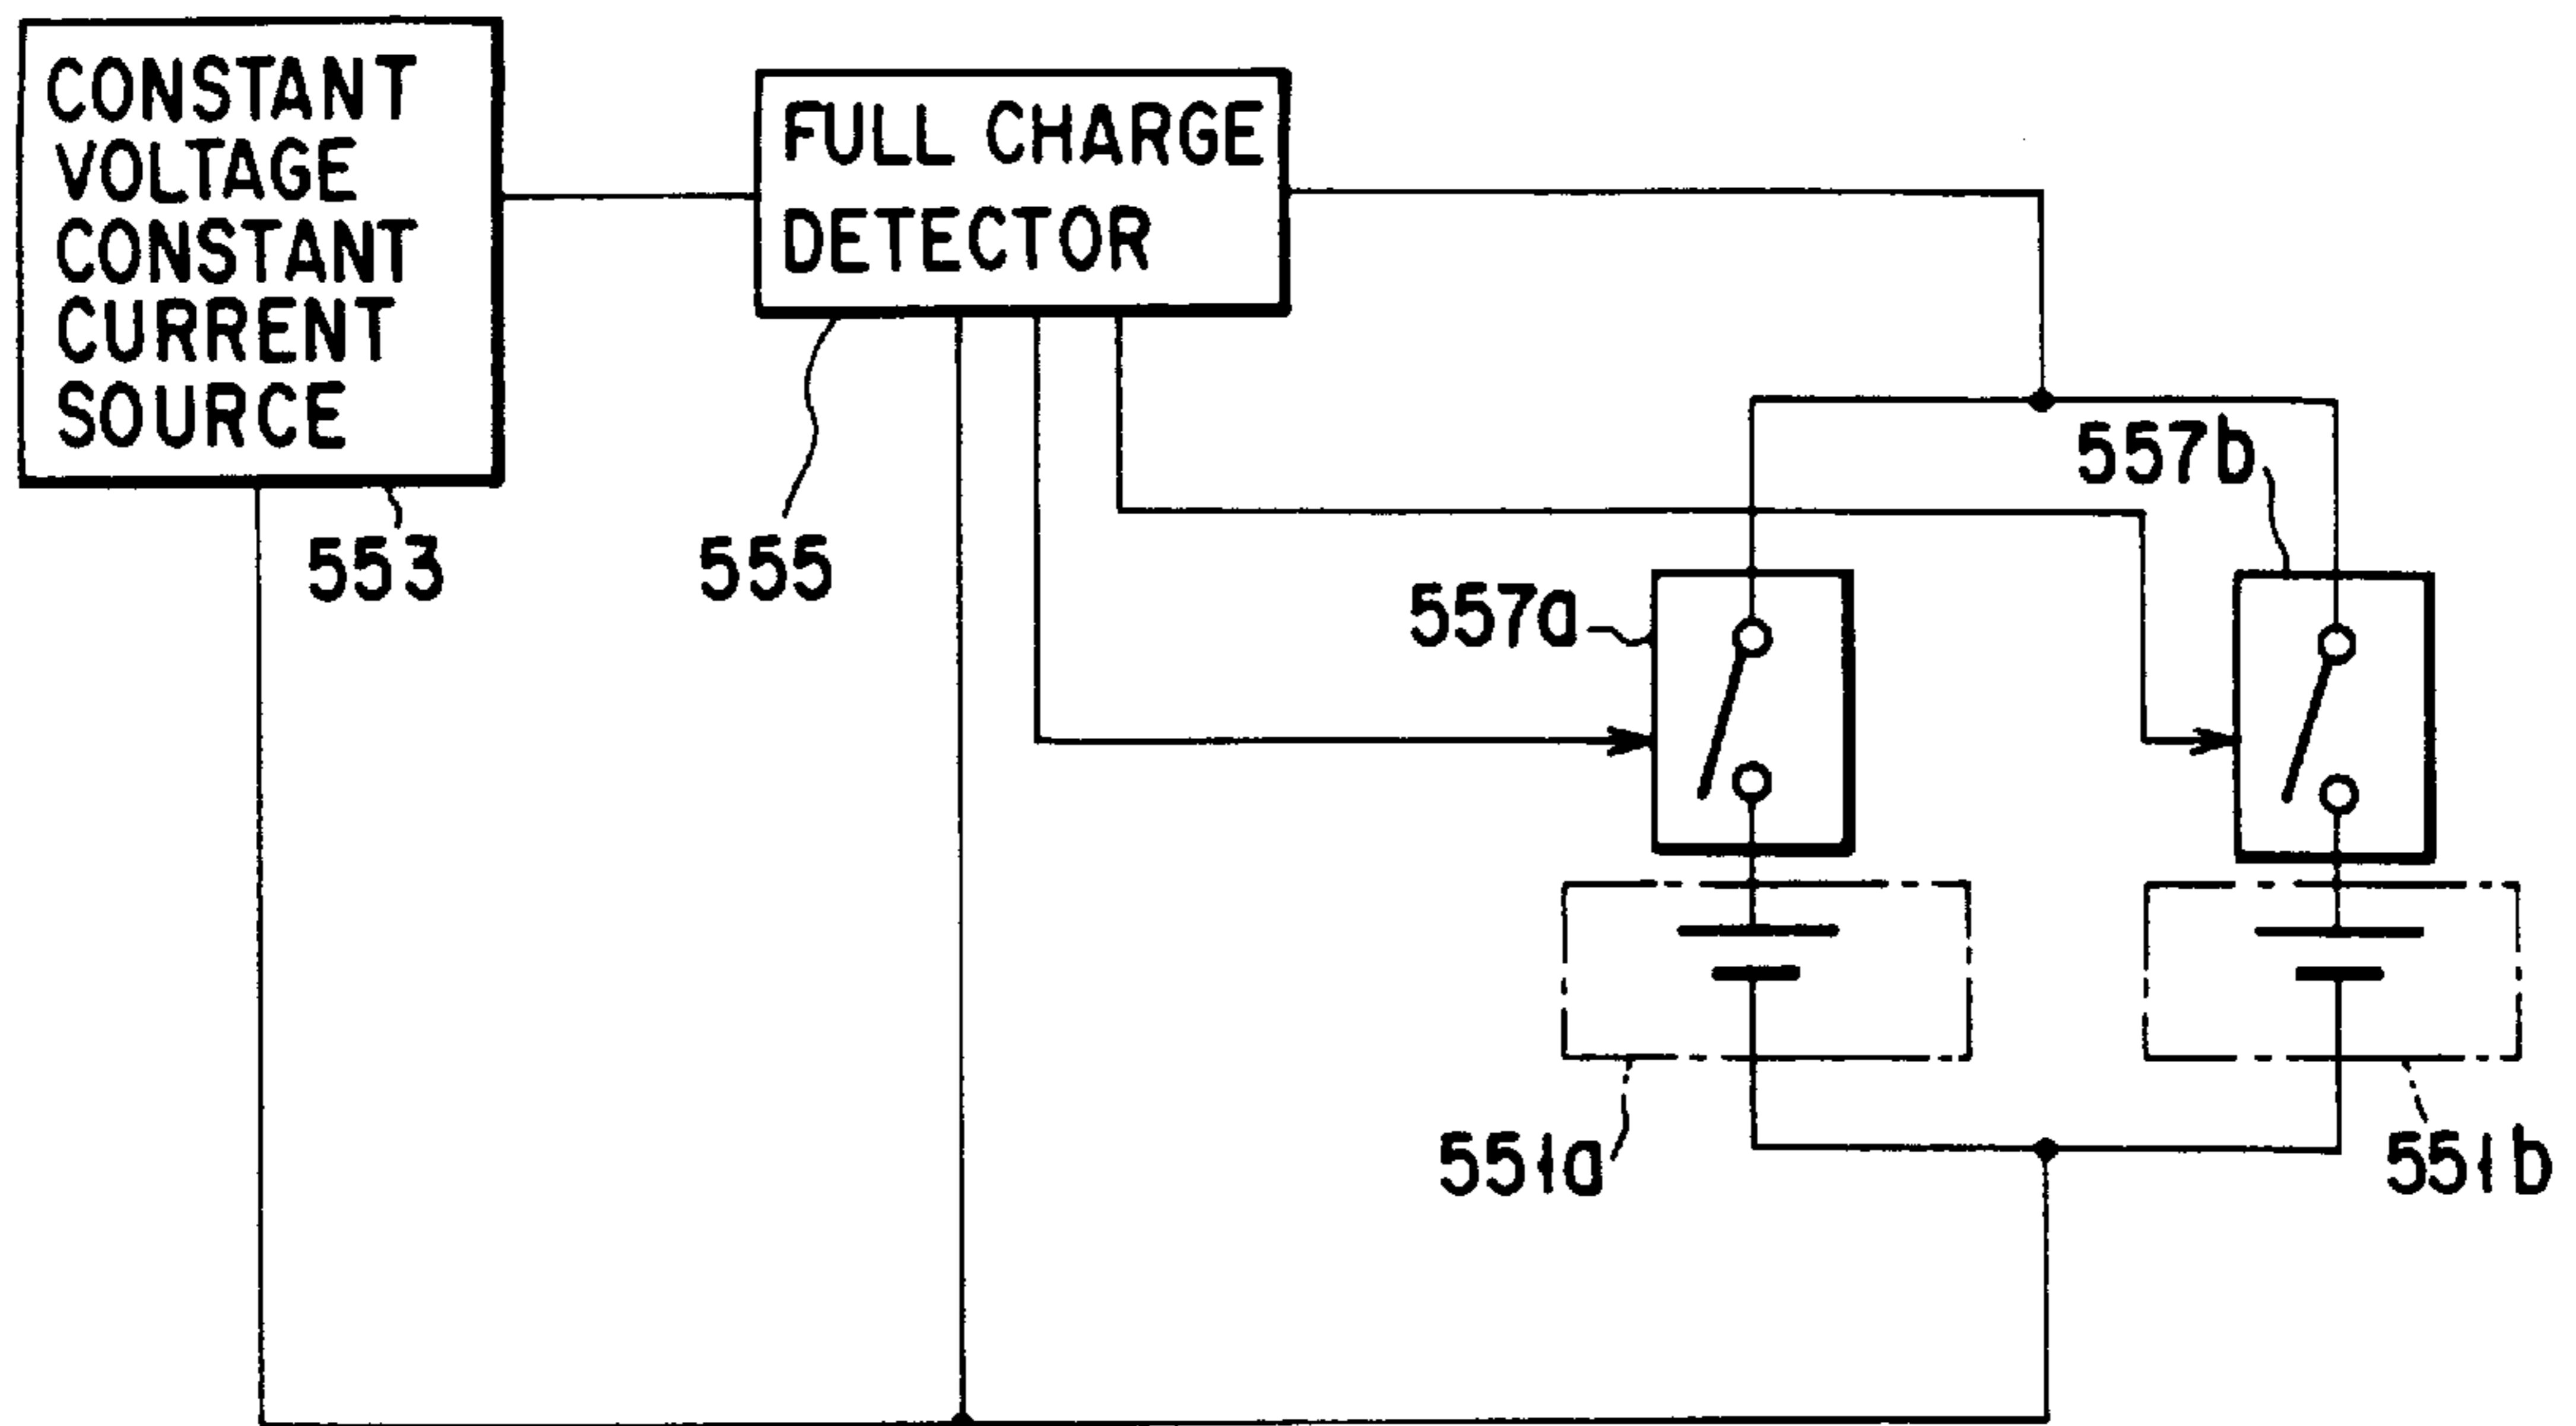 CONSTANT
VOLTAGE
CONSTANT
CURRENT
SOURCE
FULL CHARGE
DETECTOR
553
555
557a
557b
551a
551b